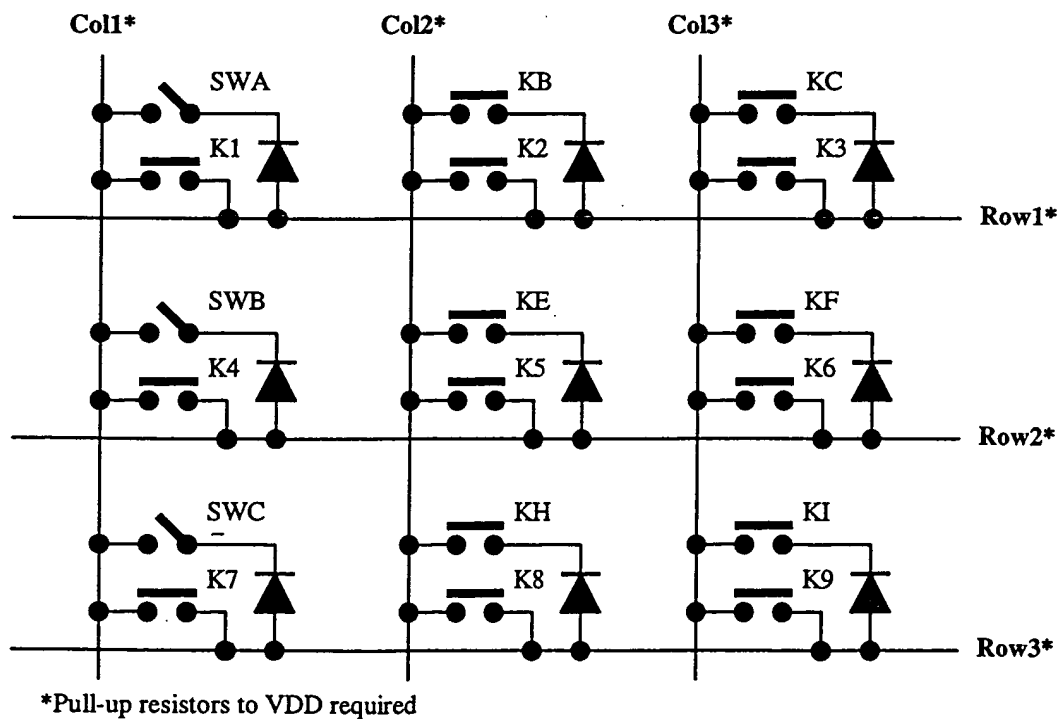 Col1* Col2* Col3*
SWA KB KC
K1 K2 K3
Row1*
SWB KE KF
K4 K5 K6
Row2*
SWC KH KI
K7 K8 K9
Row3*
*Pull-up resistors to VDD required